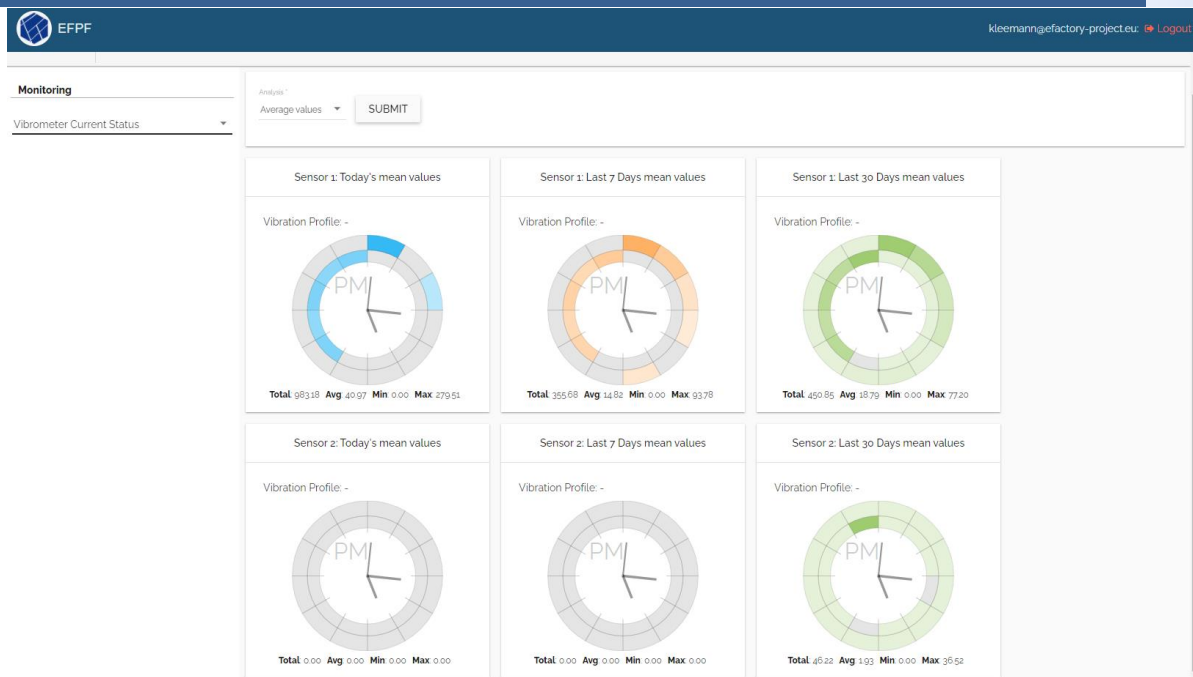 EFPF
kleemann@efactory-project.eu: Logout
Monitoring
Vibrometer Current Status
Analysis *
Average values
SUBMIT
Sensor 1: Today's mean values
Vibration Profile: -
PM
Total: 983.18 Avg: 40.97 Min: 0.00 Max: 279.51
Sensor 1: Last 7 Days mean values
Vibration Profile: -
PM
Total: 355.68 Avg: 14.82 Min: 0.00 Max: 93.78
Sensor 1: Last 30 Days mean values
Vibration Profile: -
PM
Total: 450.85 Avg: 18.79 Min: 0.00 Max: 77.20
Sensor 2: Today's mean values
Vibration Profile: -
PM
Total: 0.00 Avg: 0.00 Min: 0.00 Max: 0.00
Sensor 2: Last 7 Days mean values
Vibration Profile: -
PM
Total: 0.00 Avg: 0.00 Min: 0.00 Max: 0.00
Sensor 2: Last 30 Days mean values
Vibration Profile: -
PM
Total: 46.22 Avg: 1.93 Min: 0.00 Max: 36.52